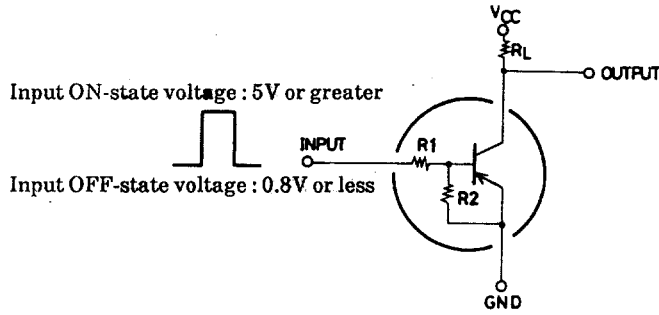 VCC
RL
OUTPUT
Input ON-state voltage : 5V or greater
INPUT
R1
Input OFF-state voltage : 0.8V or less
R2
GND